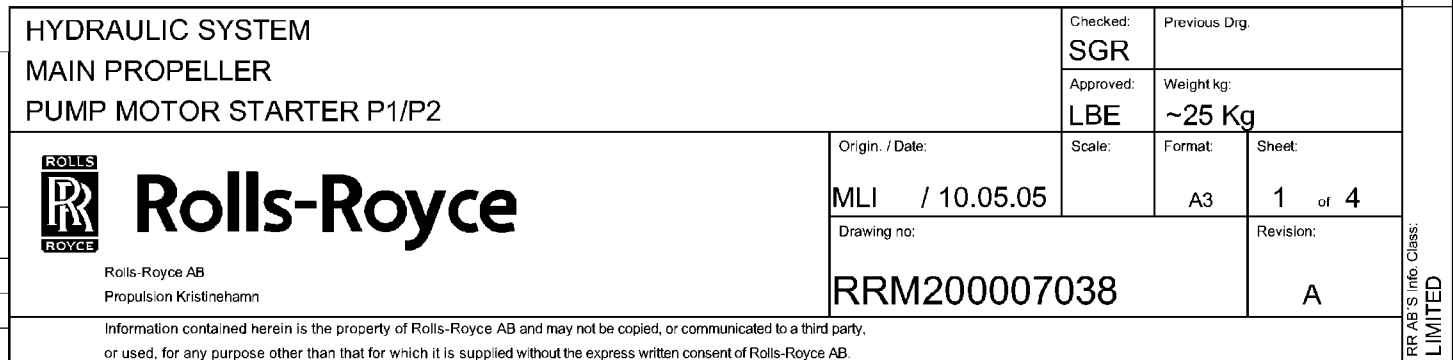 HYDRAULIC SYSTEM
MAIN PROPELLER
PUMP MOTOR STARTER P1/P2
Checked:
SGR
Previous Drg.
Approved:
LBE
Weight kg:
~25 Kg
ROLLS
RR
ROYCE
Rolls-Royce
Rolls-Royce AB
Propulsion Kristinehamn
Origin. / Date:
MLI / 10.05.05
Scale:
Format:
A3
Sheet:
1 of 4
Drawing no:
RRM200007038
Revision:
A
Information contained herein is the property of Rolls-Royce AB and may not be copied, or communicated to a third party,
or used, for any purpose other than that for which it is supplied without the express written consent of Rolls-Royce AB.
RR AB'S Info. Class:
LIMITED